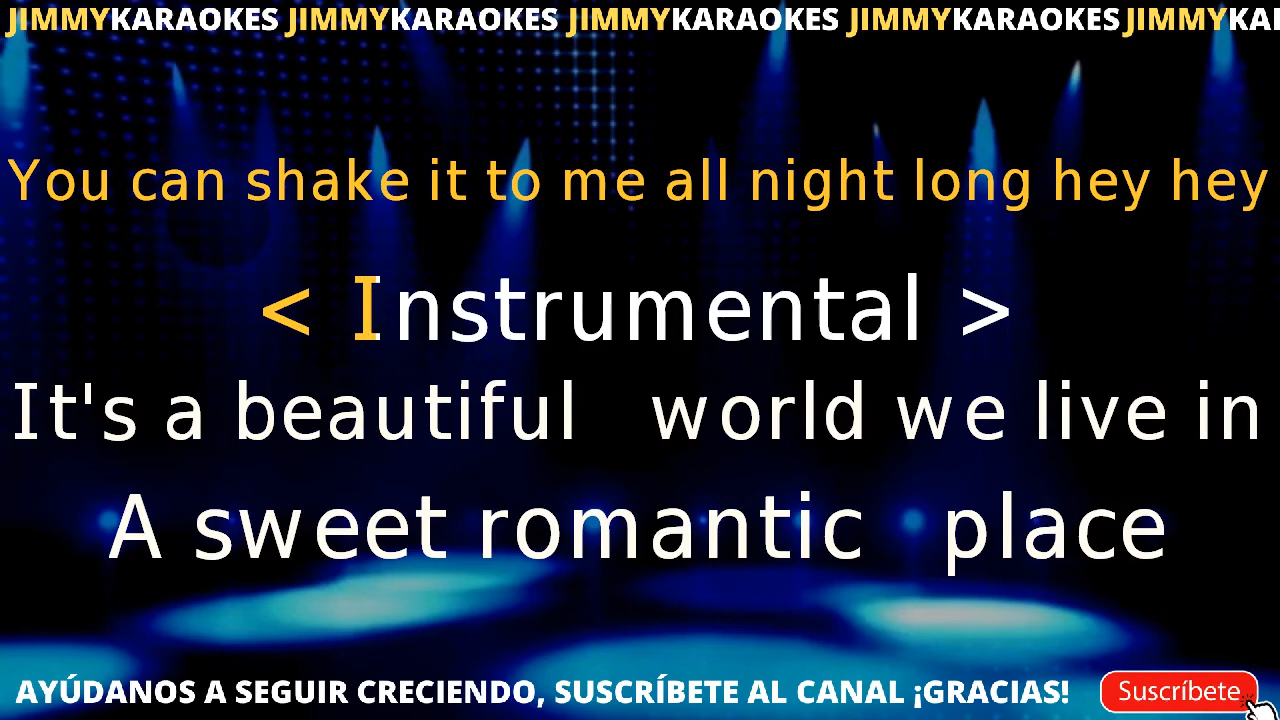 JIMMYKARAOKES JIMMYKARAOKES JIMMYKARAOKES JIMMYKARAOKES JIMMYKAI
You can shake it to me all night long hey hey
< Instrumental >
It's a beautiful world we live in
A sweet romantic place
AYÚDANOS A SEGUIR CRECIENDO, SUSCRÍBETE AL CANAL ¡GRACIAS!
Suscríbete